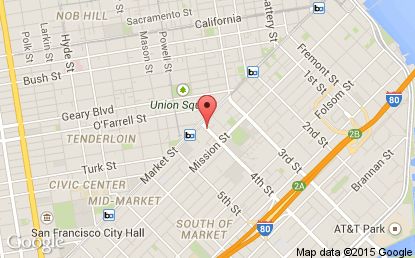 NOB HILL
Sacramento St
California
Battery St
Polk St
Hyde St
Mason St
Powell St
Bush St
Fremont St
1st St
Folsom St
Union Sq
Geary Blvd
O'Farrell St
TENDERLOIN
2nd St
2B
80
Market St
Mission St
3rd St
Brannan St
Turk St
CIVIC CENTER
MID-MARKET
4th St
2A
5th St
San Francisco City Hall
SOUTH OF
MARKET
80
AT&T Park
Google
Map data ©2015 Google